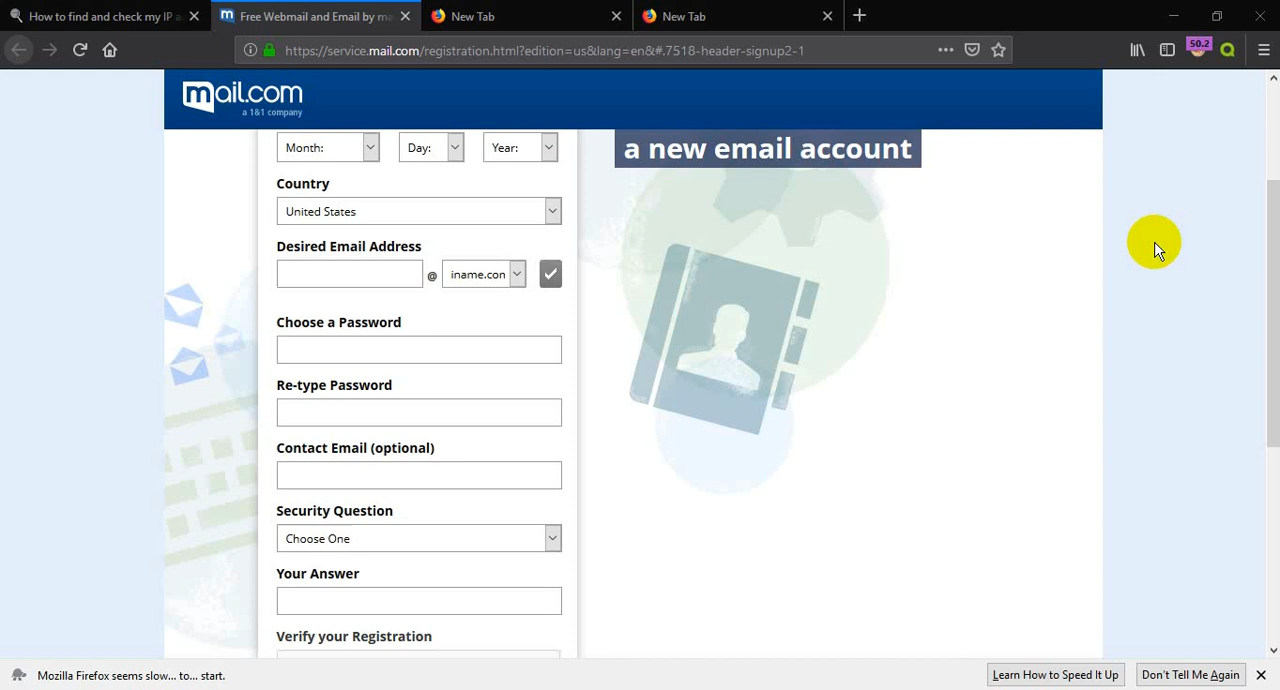 How to find and check my IP a
Free Webmail and Email by ma
New Tab
New Tab
https://service.mail.com/registration.html?edition=us&lang=en&#.7518-header-signup2-1
50.2
mail.com
a 1&1 company
Month:
Day:
Year:
a new email account
Country
United States
Desired Email Address
@ iname.con
Choose a Password
Re-type Password
Contact Email (optional)
Security Question
Choose One
Your Answer
Verify your Registration
Mozilla Firefox seems slow... to... start.
Learn How to Speed It Up
Don't Tell Me Again